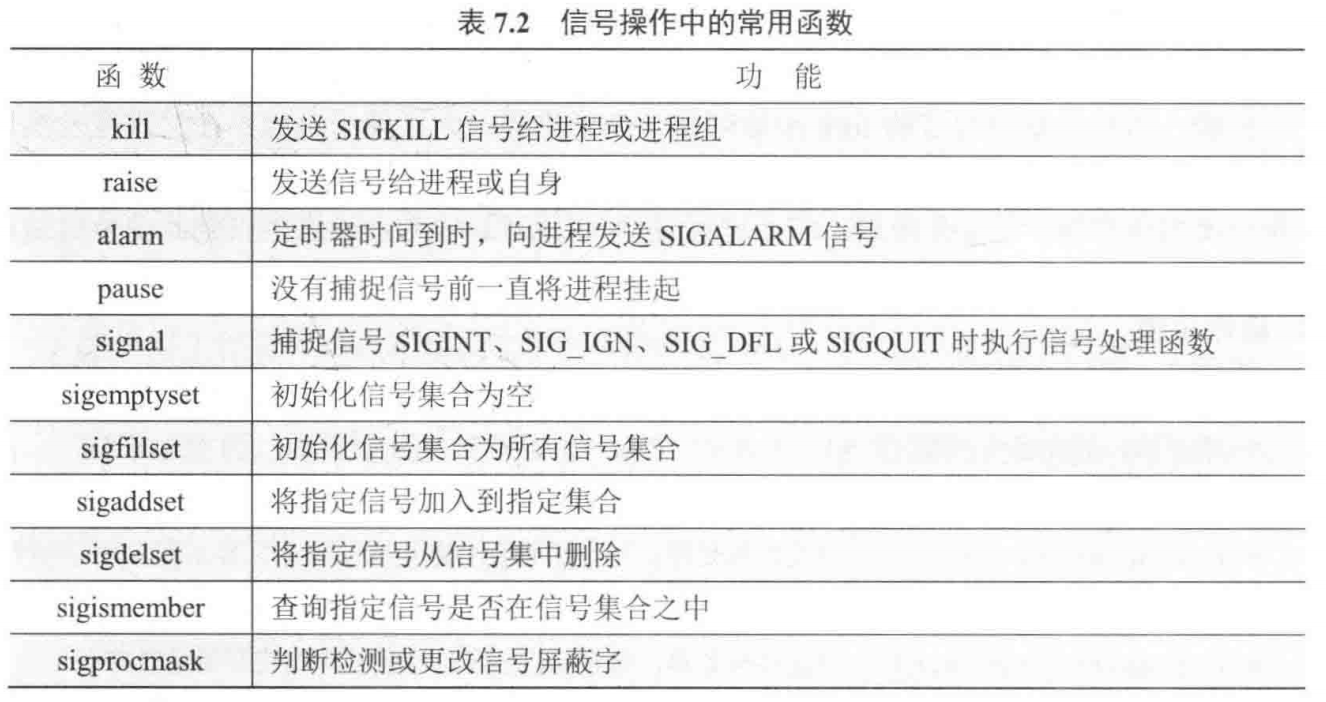 表 7.2 信号操作中的常用函数
函 数 功 能
kill 发送 SIGKILL 信号给进程或进程组
raise 发送信号给进程或自身
alarm 定时器时间到时，向进程发送 SIGALARM 信号
pause 没有捕捉信号前一直将进程挂起
signal 捕捉信号 SIGINT、SIG_IGN、SIG_DFL 或 SIGQUIT 时执行信号处理函数
sigemptyset 初始化信号集合为空
sigfillset 初始化信号集合为所有信号集合
sigaddset 将指定信号加入到指定集合
sigdelset 将指定信号从信号集中删除
sigismember 查询指定信号是否在信号集合之中
sigprocmask 判断检测或更改信号屏蔽字